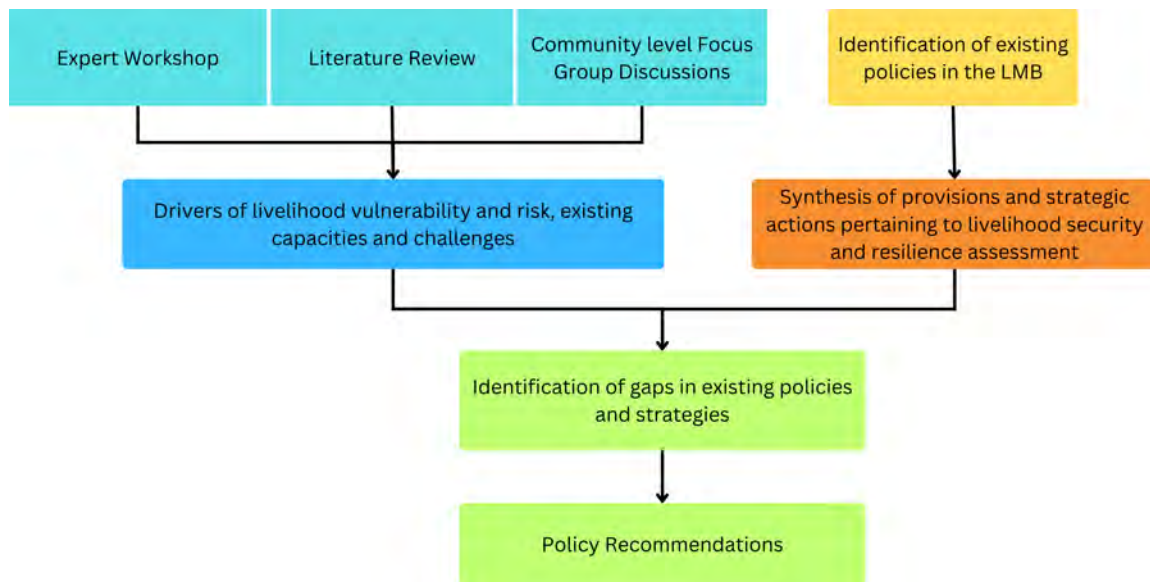 Expert Workshop
Literature Review
Community level Focus
Group Discussions
Identification of existing
policies in the LMB
Drivers of livelihood vulnerability and risk, existing
capacities and challenges
Synthesis of provisions and strategic
actions pertaining to livelihood security
and resilience assessment
Identification of gaps in existing policies
and strategies
Policy Recommendations